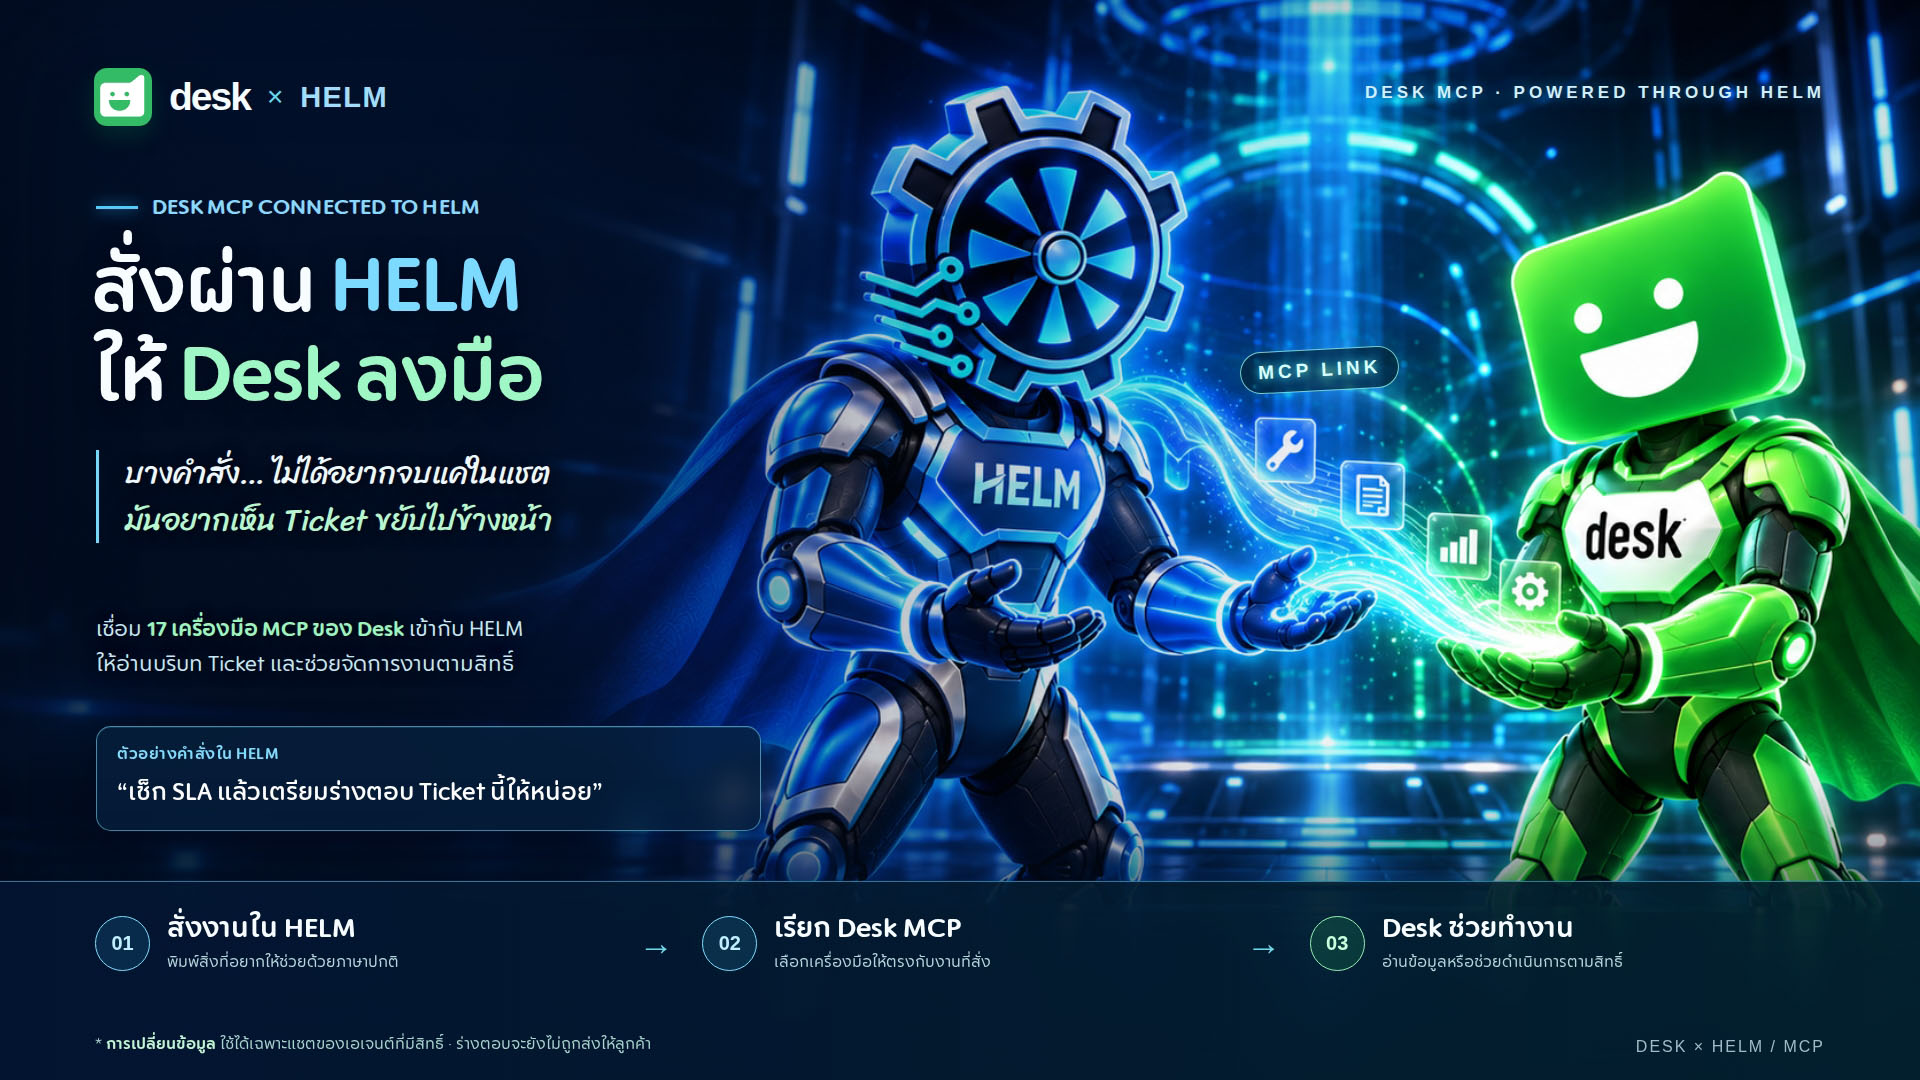 desk × HELM
DESK MCP · POWERED THROUGH HELM
DESK MCP CONNECTED TO HELM
สั่งผ่าน HELM
ให้ Desk ลงมือ
บางคำสั่ง... ไม่ได้อยากจบแค่ในแชต
มันอยากเห็น Ticket ขยับไปข้างหน้า
เชื่อม 17 เครื่องมือ MCP ของ Desk เข้ากับ HELM
ให้อ่านบริบท Ticket และช่วยจัดการงานตามสิทธิ์
ตัวอย่างคำสั่งใน HELM
“เช็ก SLA แล้วเตรียมร่างตอบ Ticket นี้ให้หน่อย”
HELM
MCP LINK
desk
01 สั่งงานใน HELM
พิมพ์สิ่งที่อยากให้ช่วยด้วยภาษาปกติ
→
02 เรียก Desk MCP
เลือกเครื่องมือให้ตรงกับงานที่สั่ง
→
03 Desk ช่วยทำงาน
อ่านข้อมูลหรือช่วยดำเนินการตามสิทธิ์
* การเปลี่ยนข้อมูล ใช้ได้เฉพาะแชตของเอเจนต์ที่มีสิทธิ์ · ร่างตอบจะยังไม่ถูกส่งให้ลูกค้า
DESK × HELM / MCP